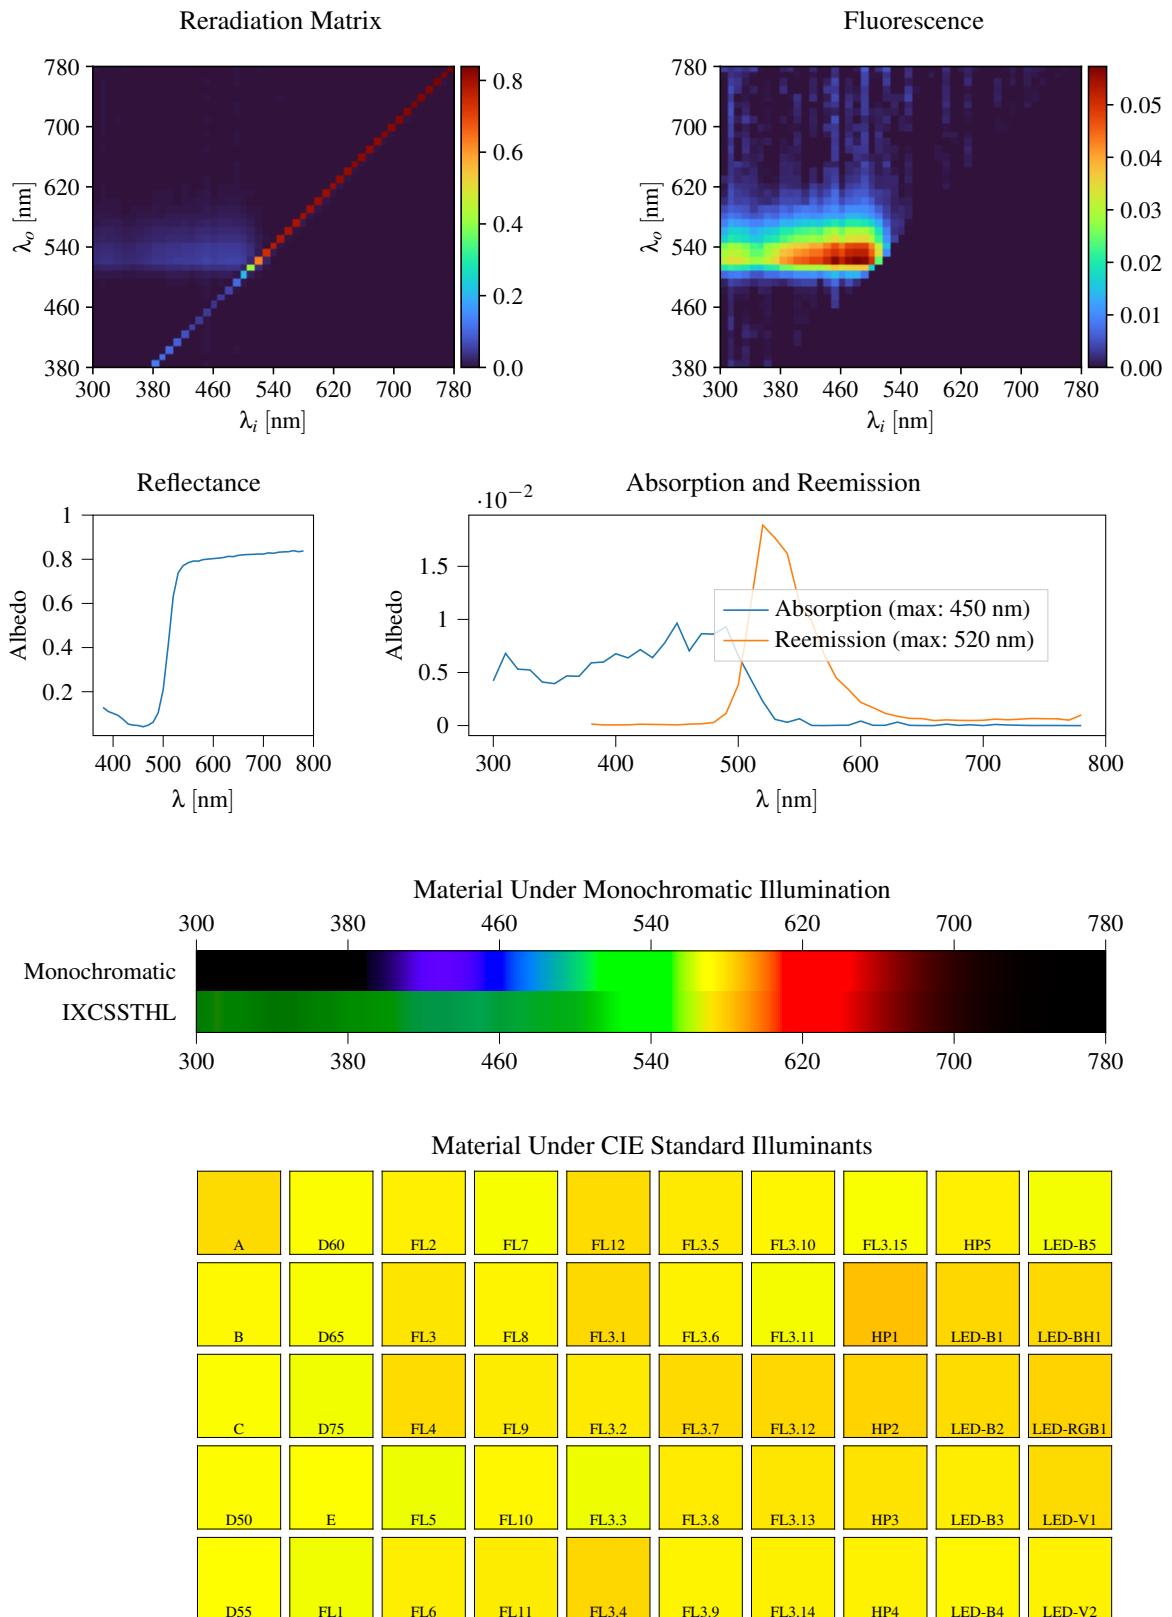 Reradiation Matrix
Fluorescence
780
700
620
540
460
380
λo [nm]
300 380 460 540 620 700 780
λi [nm]
0.8
0.6
0.4
0.2
0.0
780
700
620
540
460
380
λo [nm]
300 380 460 540 620 700 780
λi [nm]
0.05
0.04
0.03
0.02
0.01
0.00
Reflectance
1
0.8
0.6
0.4
0.2
Albedo
400 500 600 700 800
λ [nm]
Absorption and Reemission
·10−2
1.5
1
0.5
0
Albedo
Absorption (max: 450 nm)
Reemission (max: 520 nm)
300 400 500 600 700 800
λ [nm]
Material Under Monochromatic Illumination
300 380 460 540 620 700 780
Monochromatic
IXCSSTHL
300 380 460 540 620 700 780
Material Under CIE Standard Illuminants
A D60 FL2 FL7 FL12 FL3.5 FL3.10 FL3.15 HP5 LED-B5
B D65 FL3 FL8 FL3.1 FL3.6 FL3.11 HP1 LED-B1 LED-BH1
C D75 FL4 FL9 FL3.2 FL3.7 FL3.12 HP2 LED-B2 LED-RGB1
D50 E FL5 FL10 FL3.3 FL3.8 FL3.13 HP3 LED-B3 LED-V1
D55 FL1 FL6 FL11 FL3.4 FL3.9 FL3.14 HP4 LED-B4 LED-V2